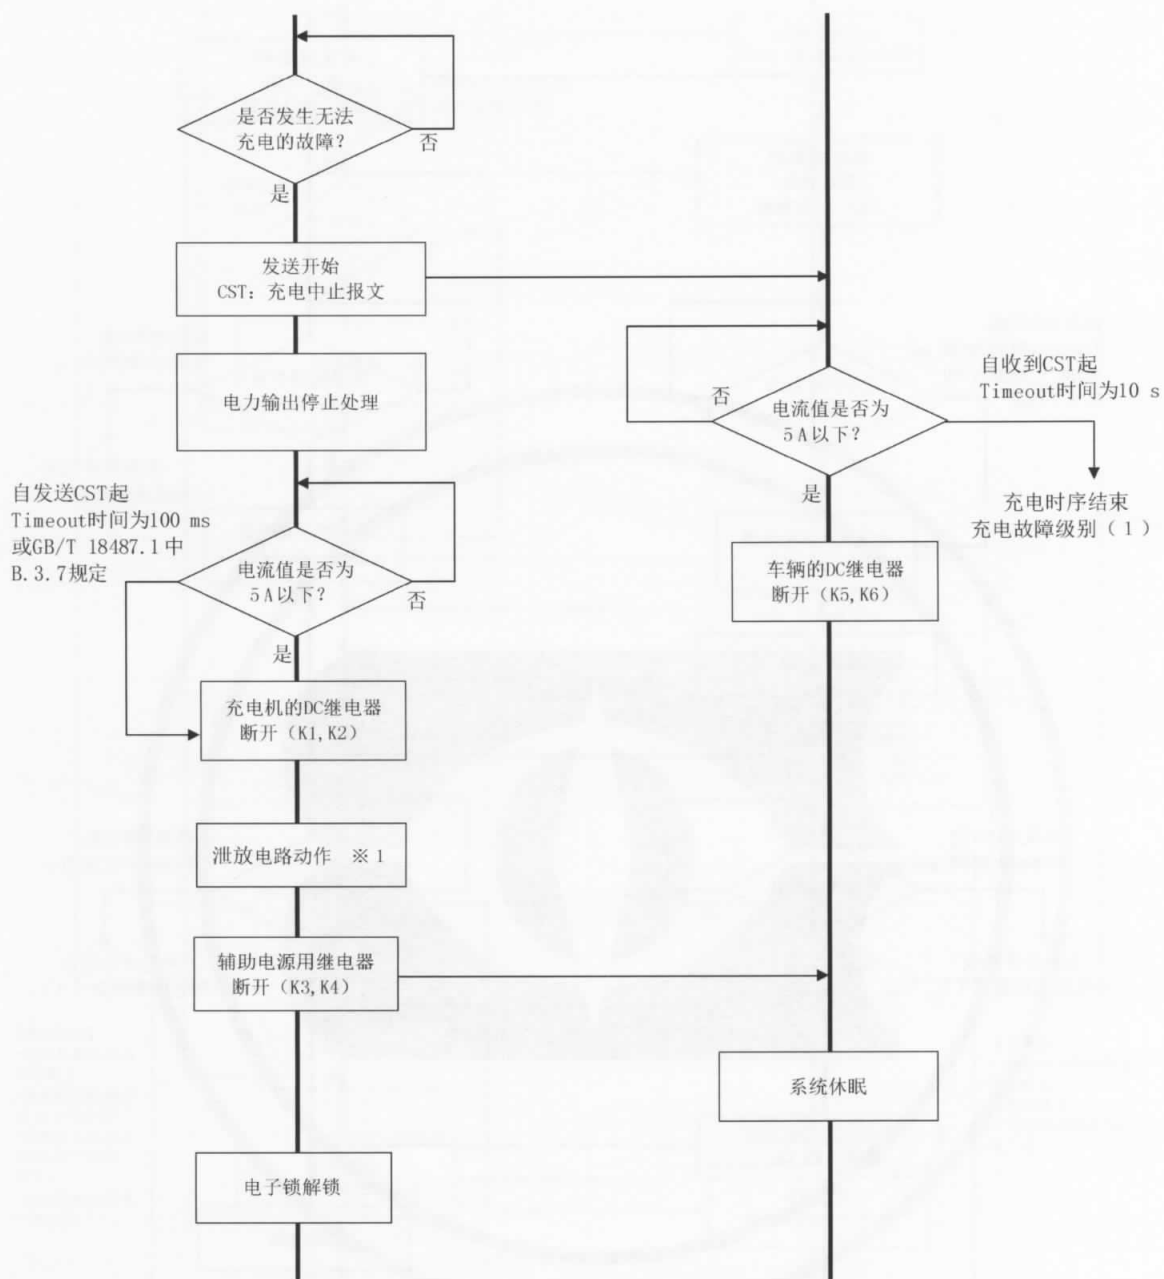 是否发生无法
充电的故障？
否
是
发送开始
CST：充电中止报文
电力输出停止处理
自收到CST起
Timeout时间为10 s
否
电流值是否为
5A以下？
是
充电时序结束
充电故障级别（1）
自发送CST起
Timeout时间为100 ms
或GB/T 18487.1中
B.3.7规定
电流值是否为
5A以下？
否
是
车辆的DC继电器
断开（K5,K6）
充电机的DC继电器
断开（K1,K2）
泄放电路动作　※1
辅助电源用继电器
断开（K3,K4）
系统休眠
电子锁解锁